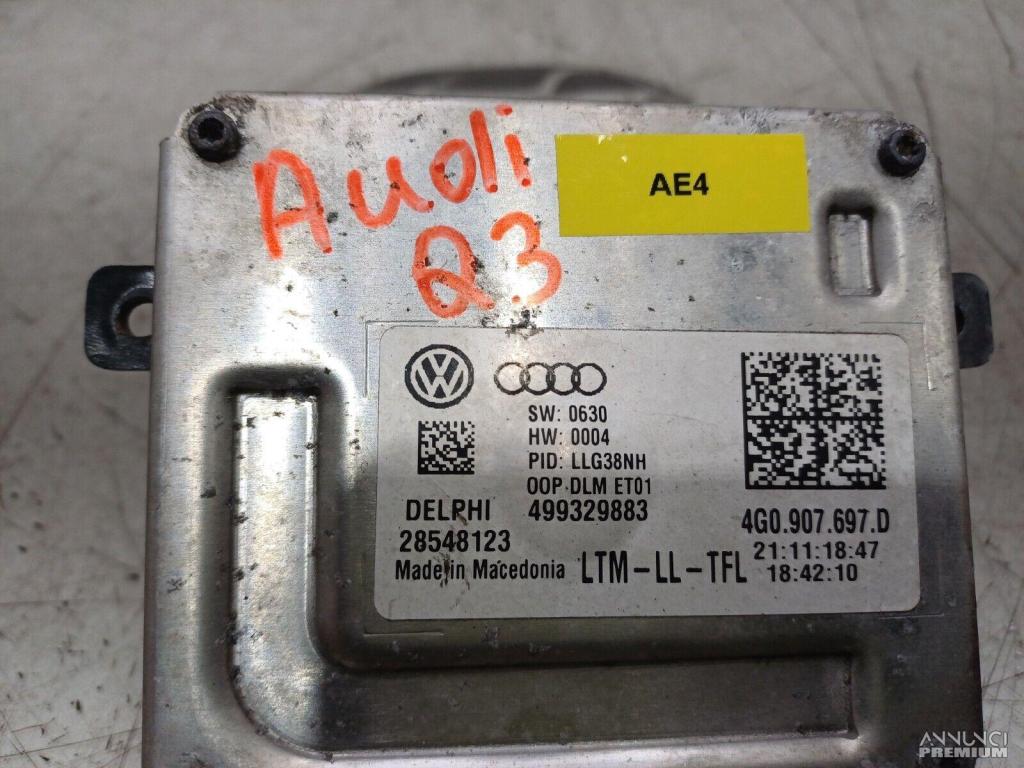 Audi
Q3
AE4
SW: 0630
HW: 0004
PID: LLG38NH
OOP DLM ET01
DELPHI 499329883
28548123
Made in Macedonia LTM-LL-TFL
4G0.907.697.D
21:11:18:47
18:42:10
ANNUNCI
PREMIUM